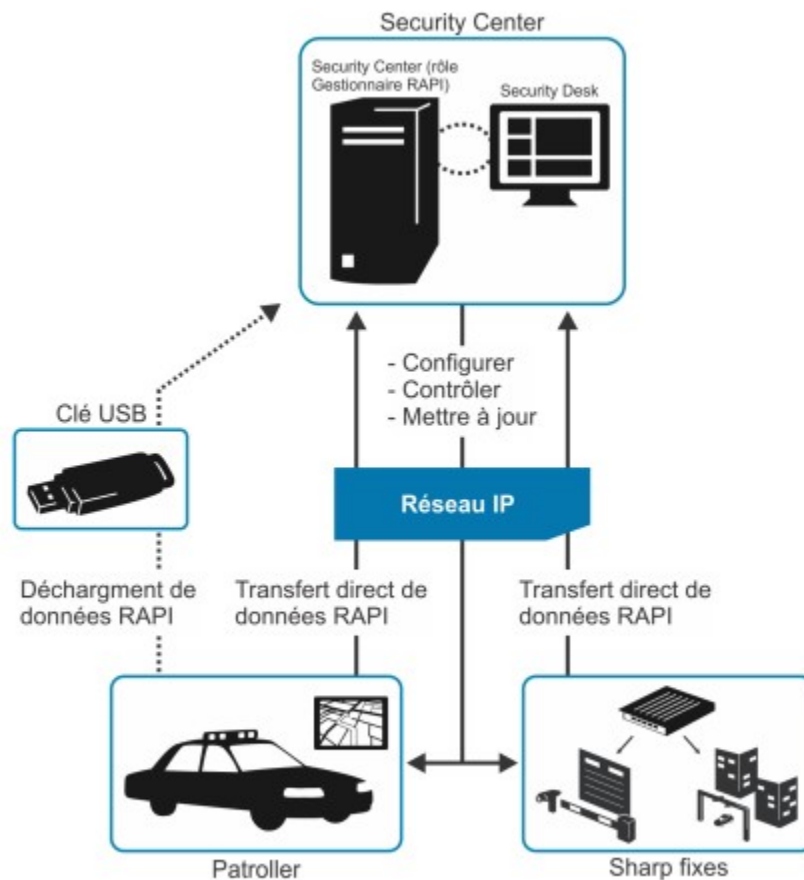 Security Center
Security Center (rôle
Gestionnaire RAPI)
Security Desk
- Configurer
- Contrôler
- Mettre à jour
Clé USB
Réseau IP
Déchargment de
données RAPI
Transfert direct de
données RAPI
Transfert direct de
données RAPI
Patroller
Sharp fixes